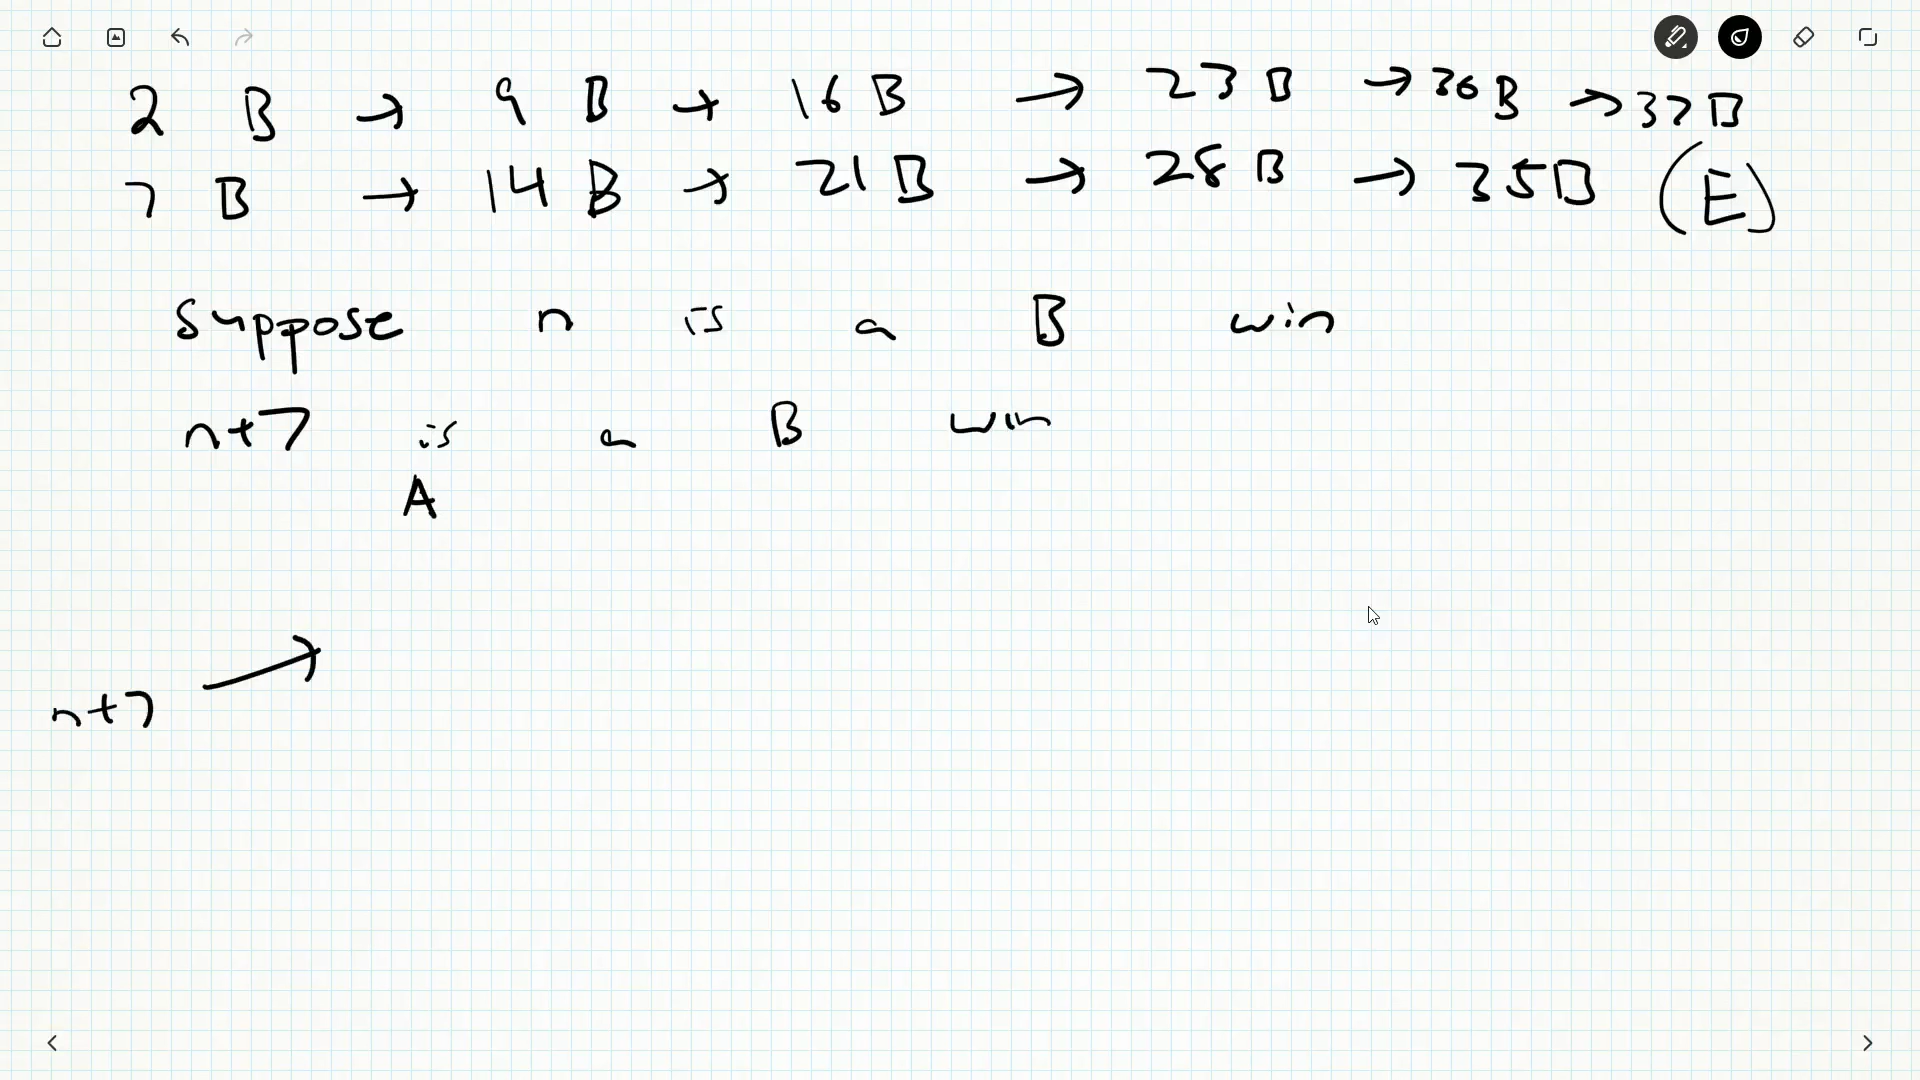 2 B → 9 B → 16 B → 23 B → 30 B → 37 B
7 B → 14 B → 21 B → 28 B → 35 B (E)
Suppose n is a B win
n+7 is a B win
A
n+7 →